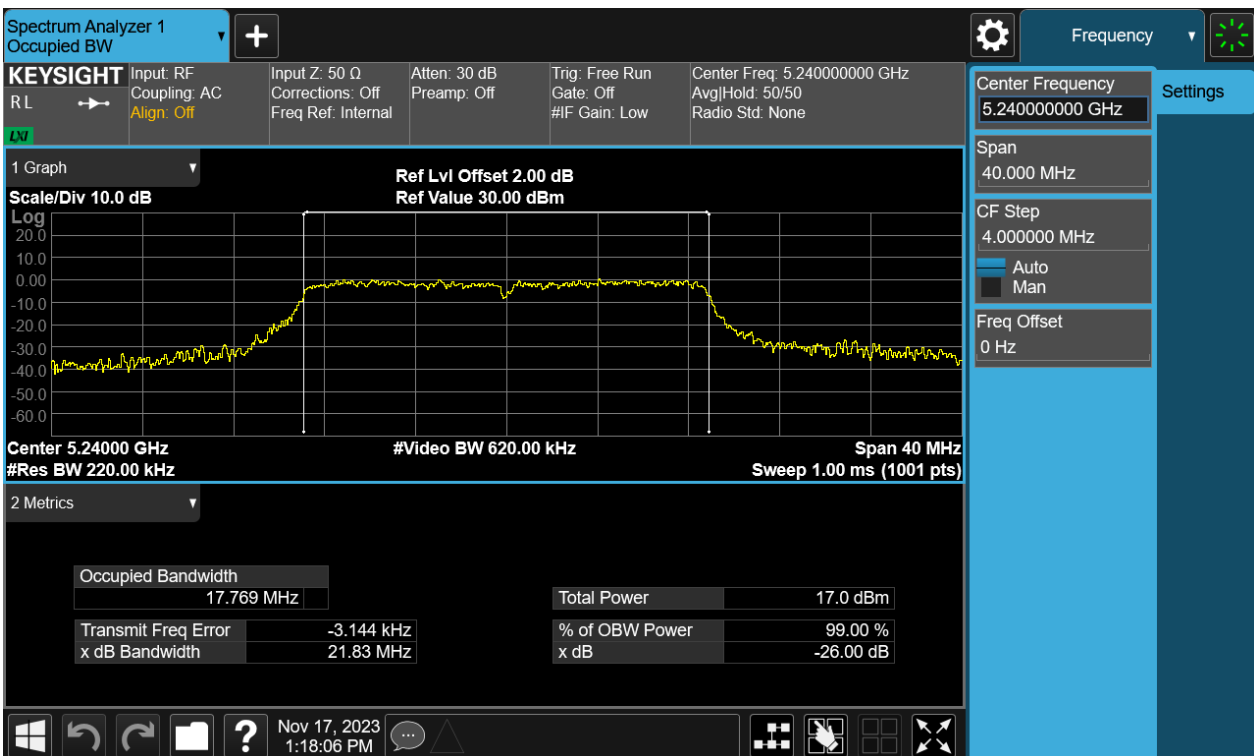 Spectrum Analyzer 1
Occupied BW
Frequency
KEYSIGHT
R L
LXI
Input: RF
Coupling: AC
Align: Off
Input Z: 50 Ω
Corrections: Off
Freq Ref: Internal
Atten: 30 dB
Preamp: Off
Trig: Free Run
Gate: Off
#IF Gain: Low
Center Freq: 5.240000000 GHz
Avg|Hold: 50/50
Radio Std: None
Center Frequency
5.240000000 GHz
Settings
Span
40.000 MHz
CF Step
4.000000 MHz
Auto
Man
Freq Offset
0 Hz
1 Graph
Scale/Div 10.0 dB
Ref Lvl Offset 2.00 dB
Ref Value 30.00 dBm
Log
20.0
10.0
0.00
-10.0
-20.0
-30.0
-40.0
-50.0
-60.0
Center 5.24000 GHz
#Video BW 620.00 kHz
Span 40 MHz
#Res BW 220.00 kHz
Sweep 1.00 ms (1001 pts)
2 Metrics
Occupied Bandwidth
17.769 MHz
Total Power 17.0 dBm
Transmit Freq Error -3.144 kHz
% of OBW Power 99.00 %
x dB Bandwidth 21.83 MHz
x dB -26.00 dB
?
Nov 17, 2023
1:18:06 PM